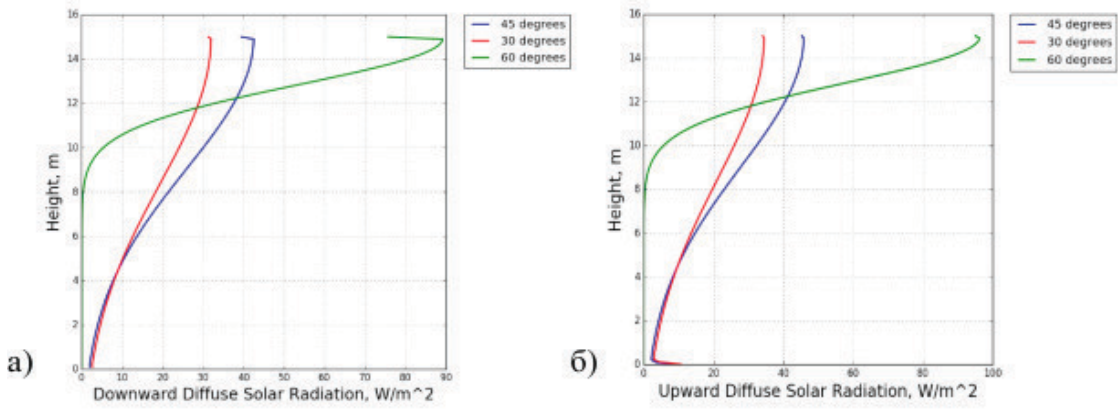 а)
16
14
12
10
8
6
4
2
0
Height, m
0 10 20 30 40 50 60 70 80 90
Downward Diffuse Solar Radiation, W/m^2
45 degrees
30 degrees
60 degrees
б)
16
14
12
10
8
6
4
2
0
Height, m
0 20 40 60 80 100
Upward Diffuse Solar Radiation, W/m^2
45 degrees
30 degrees
60 degrees